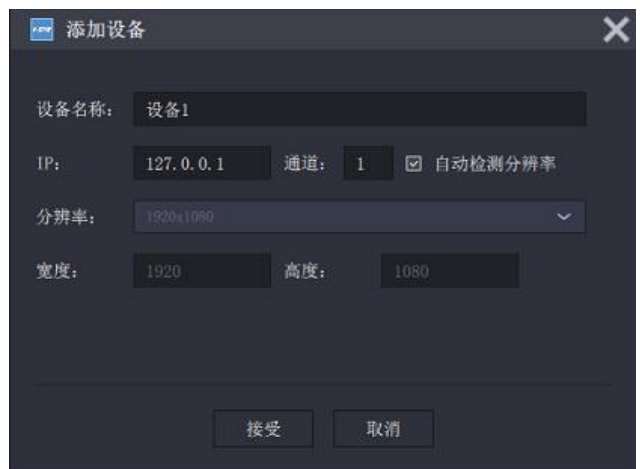 添加设备
设备名称: 设备1
IP: 127.0.0.1 通道: 1 自动检测分辨率
分辨率: 1920x1080
宽度: 1920 高度: 1080
接受 取消